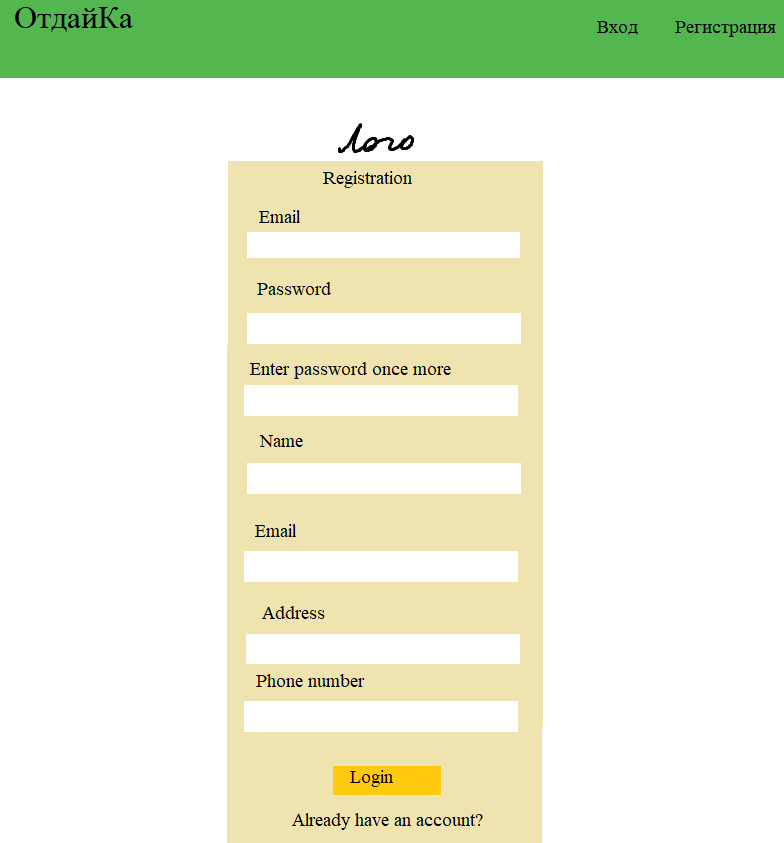 ОтдайКа
Вход Регистрация
лого
Registration
Email
Password
Enter password once more
Name
Email
Address
Phone number
Login
Already have an account?